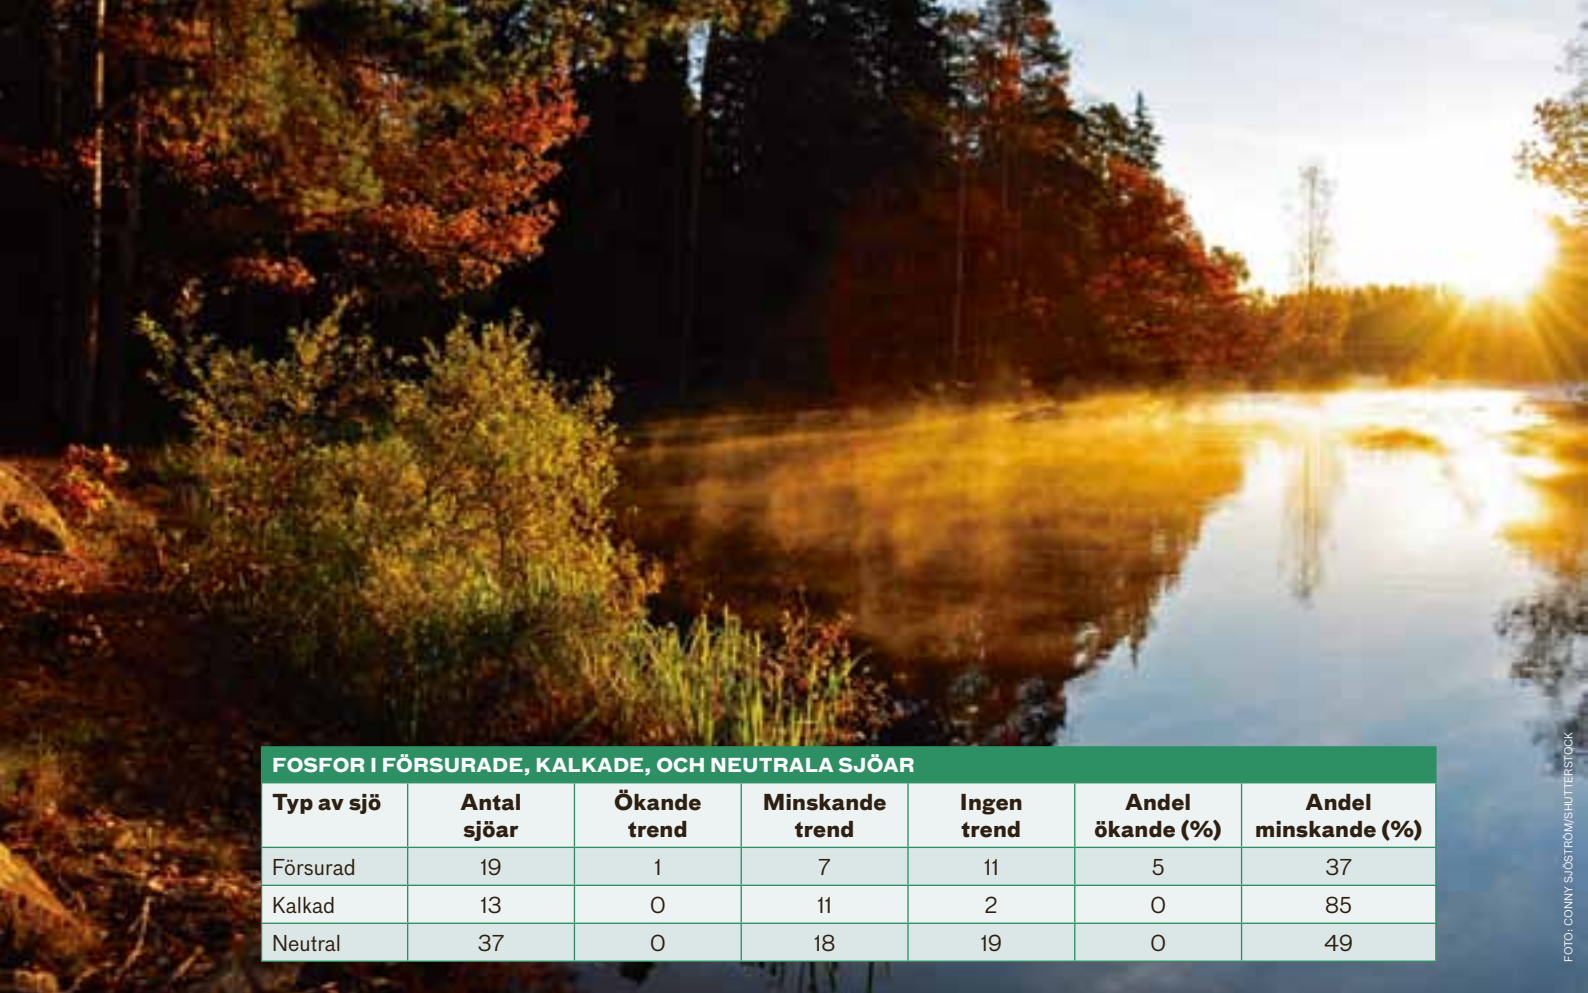 FOSFOR I FÖRSURADE, KALKADE, OCH NEUTRALA SJÖAR
Typ av sjö Antal sjöar Ökande trend Minskande trend Ingen trend Andel ökande (%) Andel minskande (%)
Försurad 19 1 7 11 5 37
Kalkad 13 0 11 2 0 85
Neutral 37 0 18 19 0 49
FOTO: CONNY SJÖSTRÖM/SHUTTERSTOCK